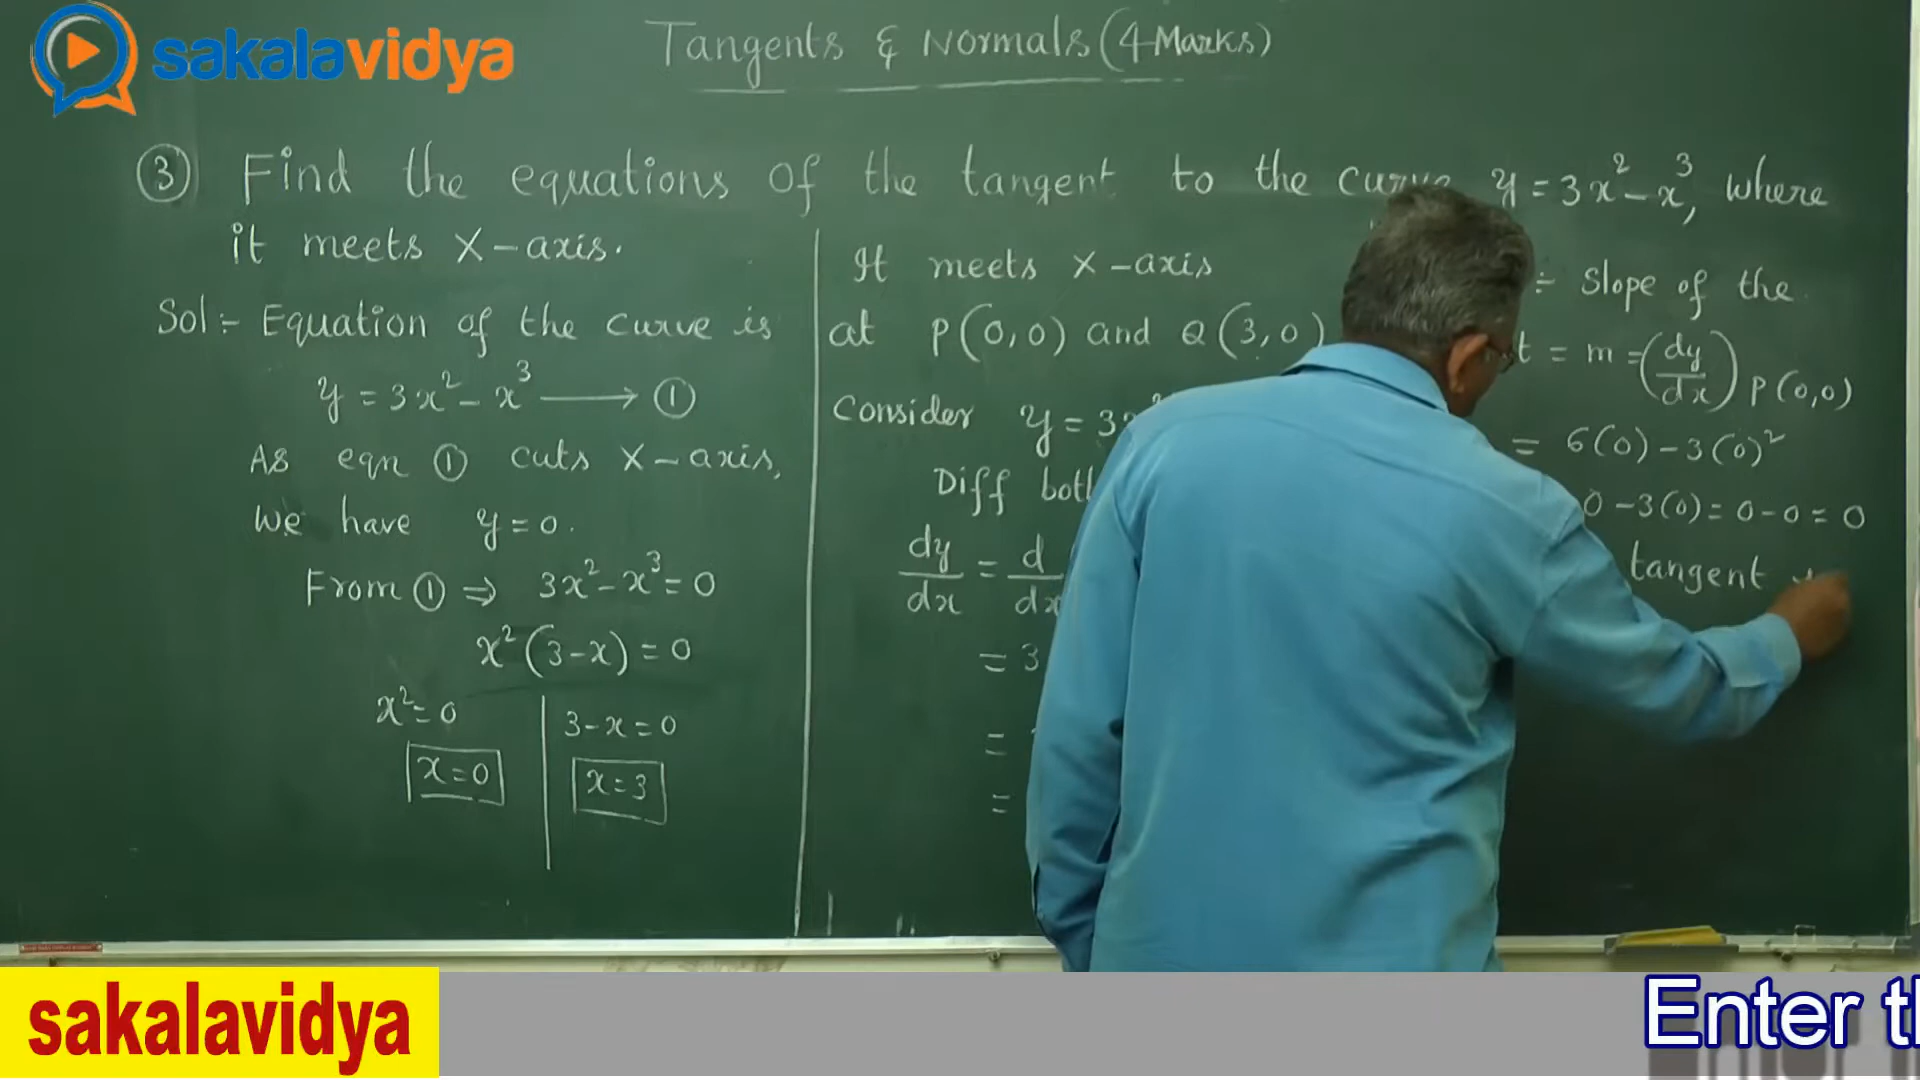 sakalavidya
Tangents & Normals (4 Marks)
③ Find the equations of the tangent to the curve y = 3x² - x³, where
it meets X-axis.
Sol :- Equation of the curve is
y = 3x² - x³ ⟶ ①
As eqn ① cuts X-axis,
We have y = 0.
From ① ⇒ 3x² - x³ = 0
x² (3-x) = 0
x² = 0
x = 0
3 - x = 0
x = 3
It meets X-axis
at P(0,0) and Q(3,0)
Consider y = 3x
Diff both
dy/dx = d/dx
= 3
=
=
:- Slope of the
t = m = (dy/dx) P(0,0)
= 6(0) - 3(0)²
0 - 3(0) = 0 - 0 = 0
tangent
sakalavidya
Enter th